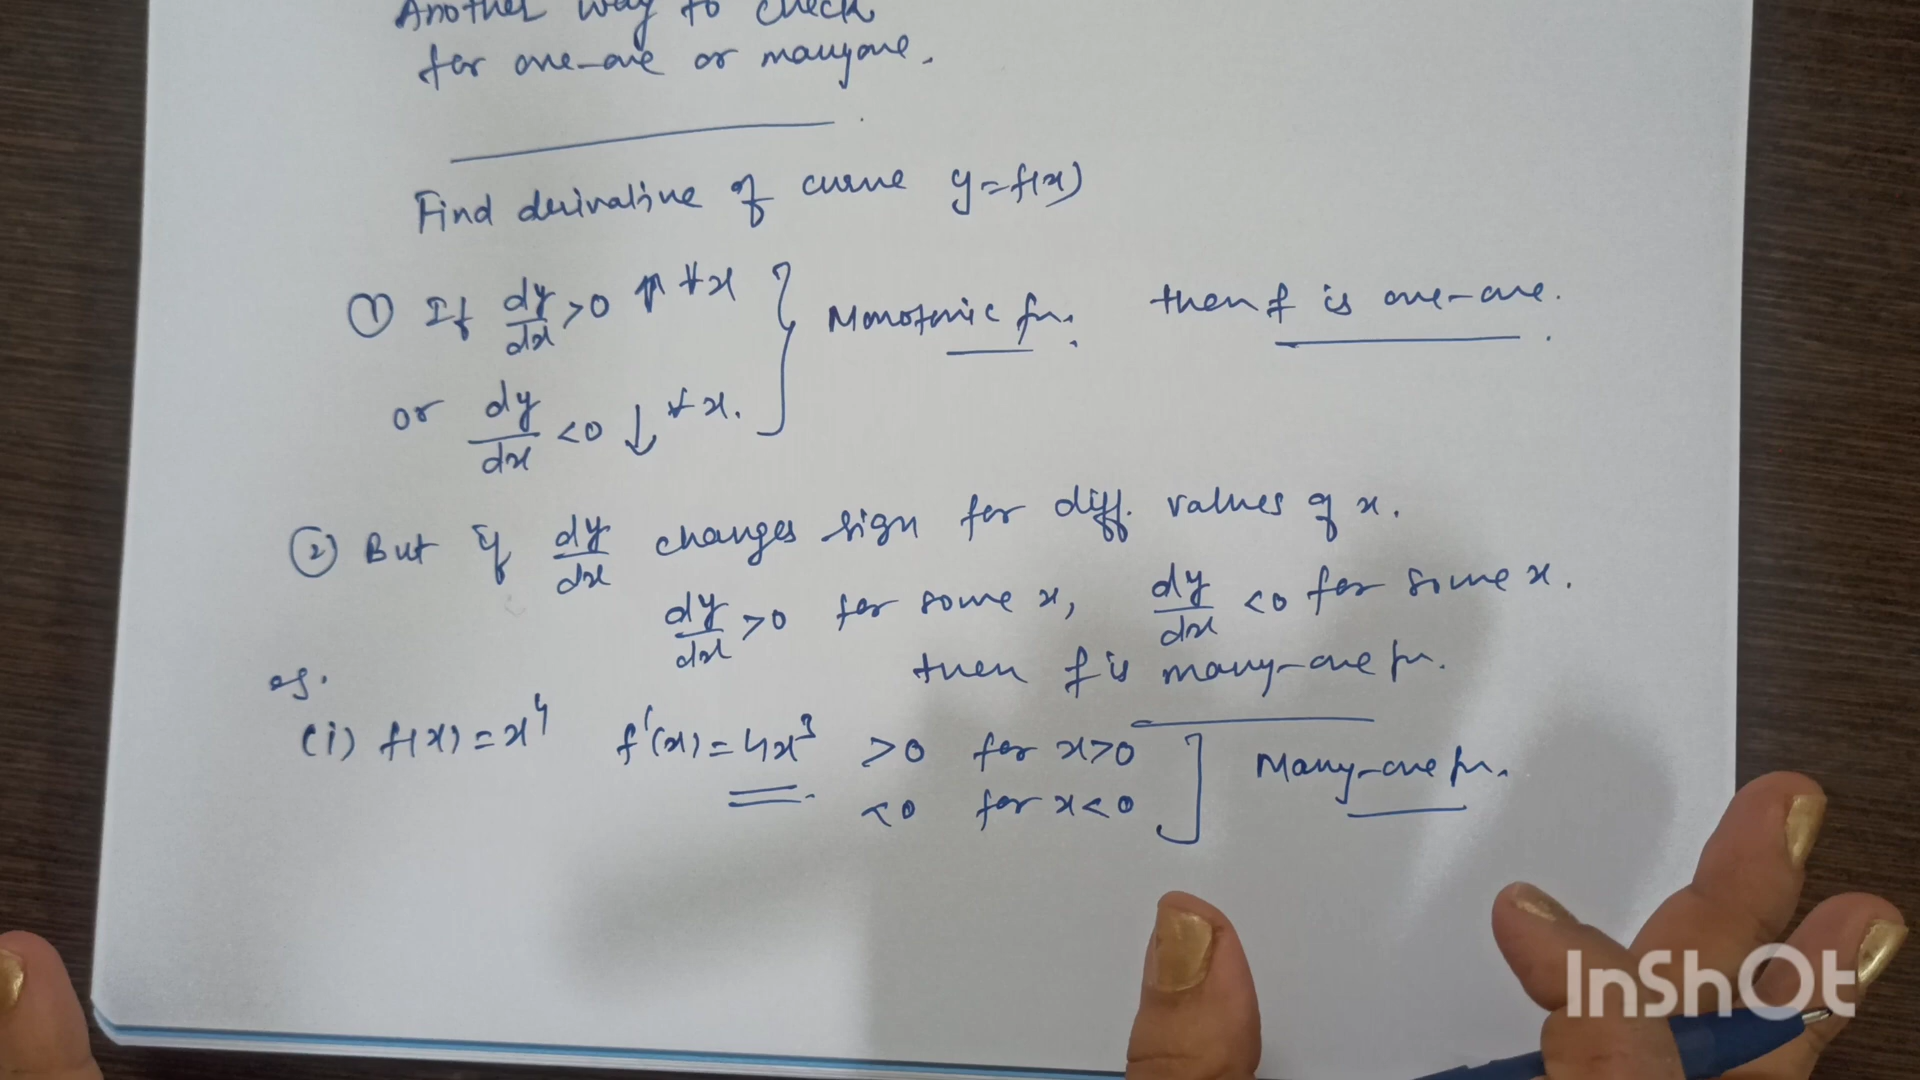 Another way to check
for one-one or manyone.
Find derivative of curve y=f(x)
① If dy/dx >0 ↑ ∀x } Monotonic fn. then f is one-one.
or dy/dx <0 ↓ ∀x.
② But if dy/dx changes sign for diff. values of x.
dy/dx >0 for some x, dy/dx <0 for some x.
then f is many-one fn.
eg.
(i) f(x)=x⁴ f'(x)=4x³ >0 for x>0 ] Many-one fn.
<0 for x<0
InShOt